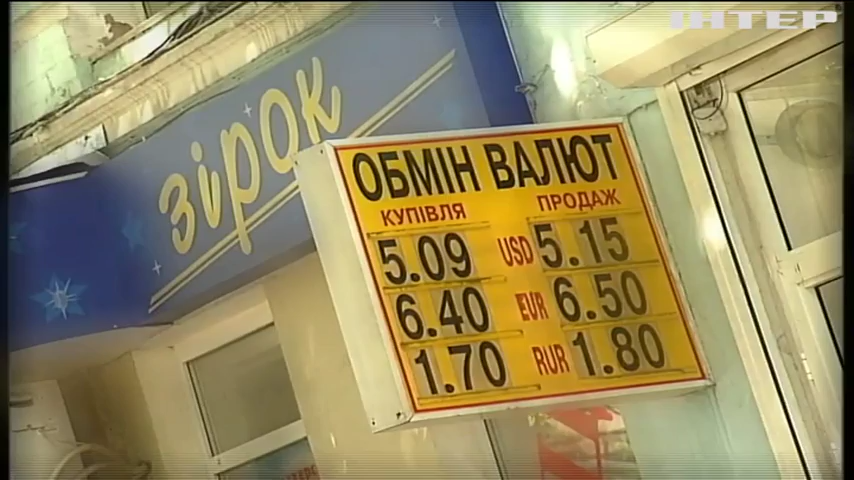 ІНТЕР
зірок
ОБМІН ВАЛЮТ
КУПІВЛЯ ПРОДАЖ
5.09 USD 5.15
6.40 EUR 6.50
1.70 RUR 1.80